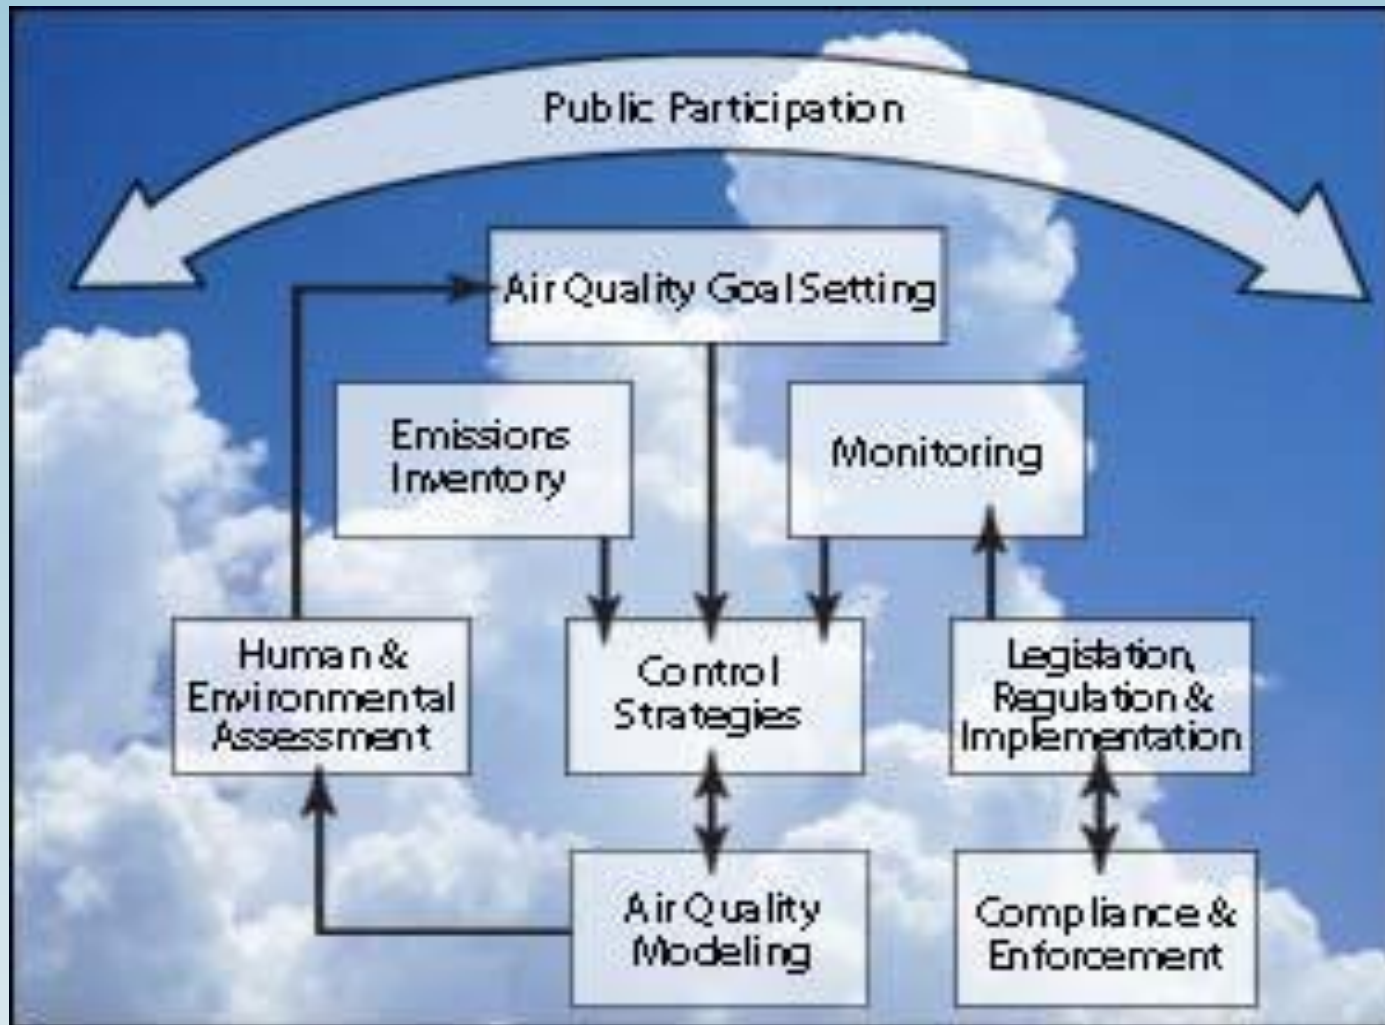 Public Participation
Air Quality Goal Setting
Emissions
Inventory
Monitoring
Human &
Environmental
Assessment
Control
Strategies
Legislation,
Regulation &
Implementation
Air Quality
Modeling
Compliance &
Enforcement